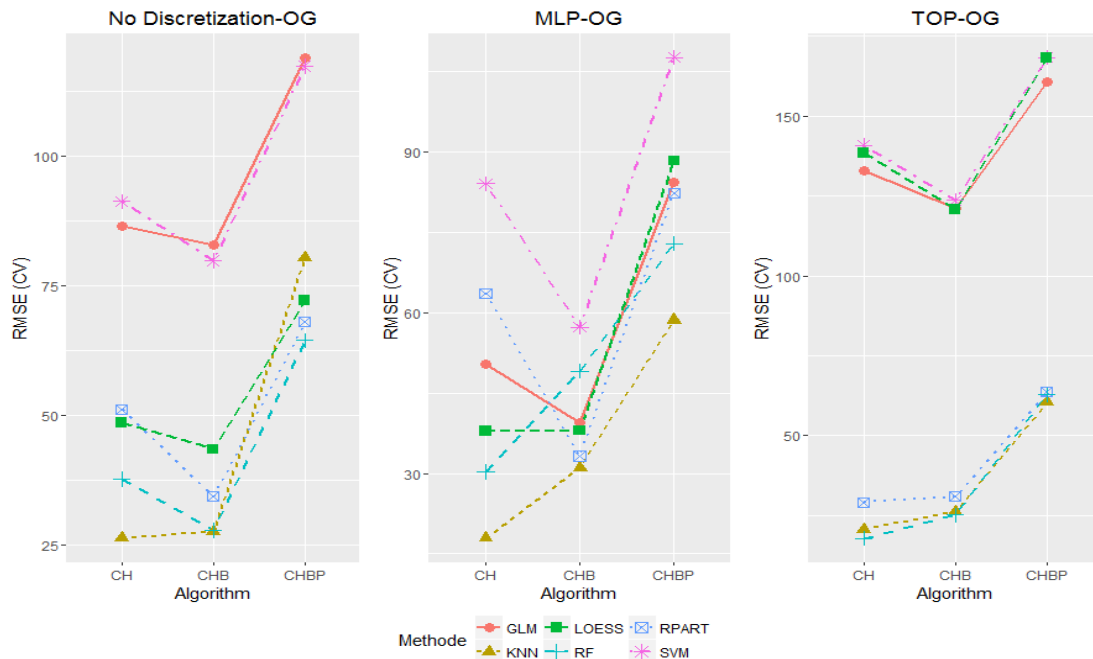 No Discretization-OG
RMSE (CV)
100
75
50
25
CH CHB CHBP
Algorithm
MLP-OG
RMSE (CV)
90
60
30
CH CHB CHBP
Algorithm
TOP-OG
RMSE (CV)
150
100
50
CH CHB CHBP
Algorithm
Methode
GLM LOESS RPART
KNN RF SVM